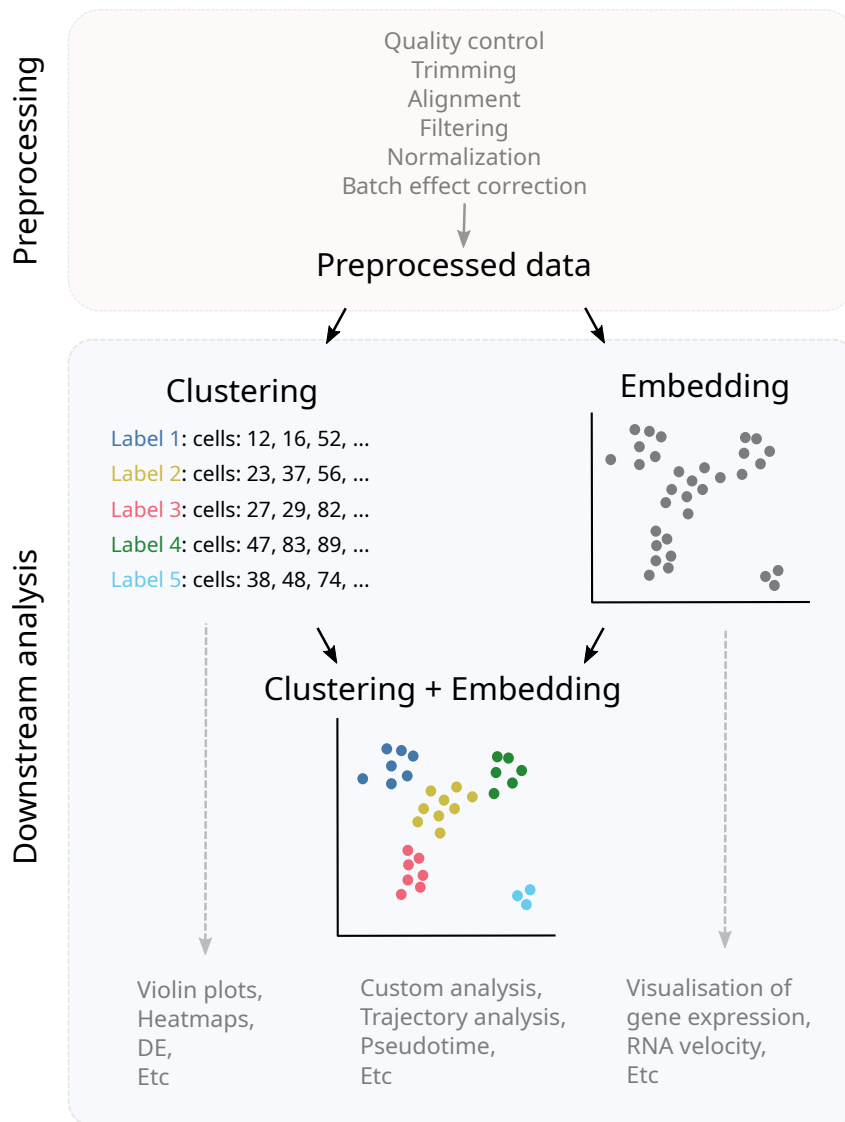 Preprocessing
Quality control
Trimming
Alignment
Filtering
Normalization
Batch effect correction
Preprocessed data
Downstream analysis
Clustering
Label 1: cells: 12, 16, 52, ...
Label 2: cells: 23, 37, 56, ...
Label 3: cells: 27, 29, 82, ...
Label 4: cells: 47, 83, 89, ...
Label 5: cells: 38, 48, 74, ...
Embedding
Clustering + Embedding
Violin plots,
Heatmaps,
DE,
Etc
Custom analysis,
Trajectory analysis,
Pseudotime,
Etc
Visualisation of
gene expression,
RNA velocity,
Etc